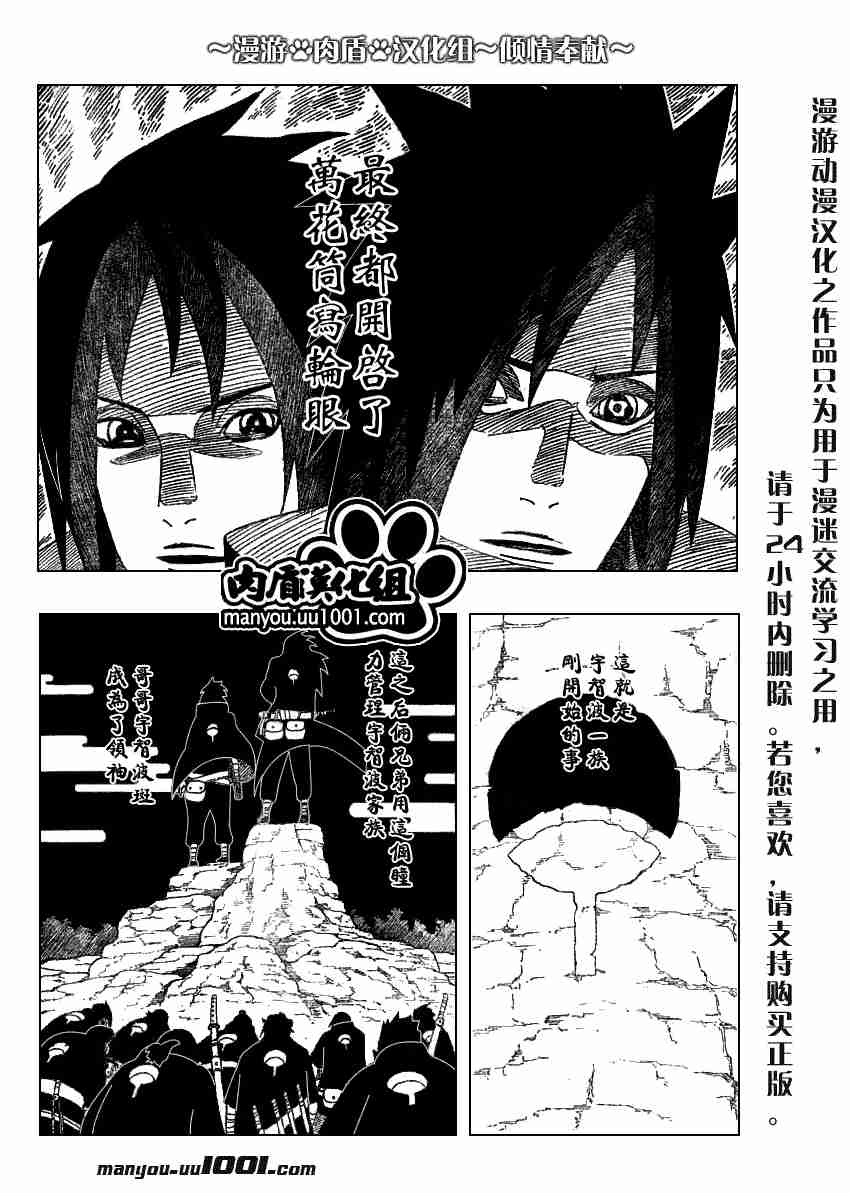 ～漫游🐾肉盾🐾汉化组～倾情奉献～
漫游动漫汉化之作品只为用于漫迷交流学习之用，
请于24小时内删除。若您喜欢，请支持购买正版。
最終都開啓了
萬花筒寫輪眼
肉盾漢化组
manyou.uu1001.com
這就是
宇智波一族
剛開始的事
這之后倆兄弟用這個瞳
力管理宇智波家族
哥哥宇智波斑
成為了領袖
manyou-uu1001.com